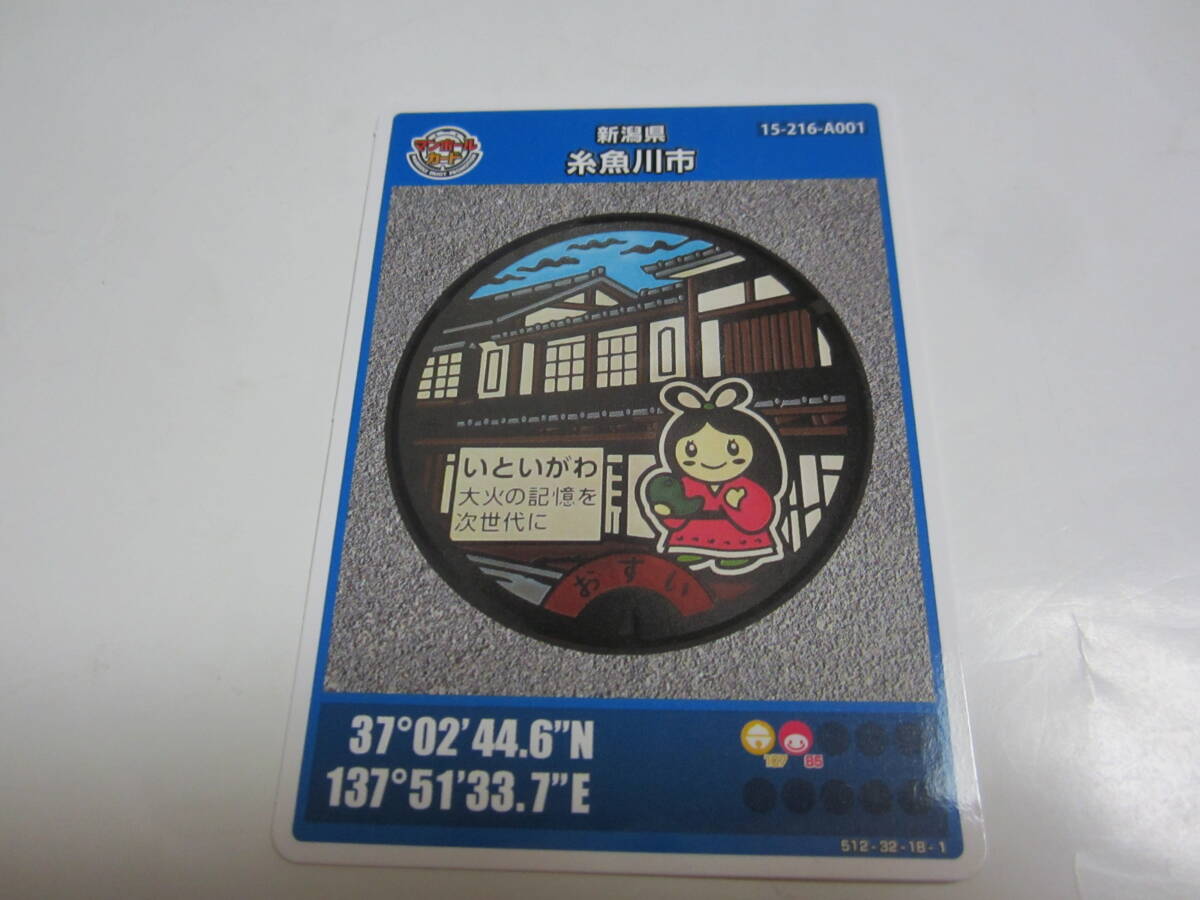 マンホール
カード
新潟県
糸魚川市
15-216-A001
いといがわ
大火の記憶を
次世代に
おすい
37°02'44.6"N
137°51'33.7"E
85
512-32-18-1